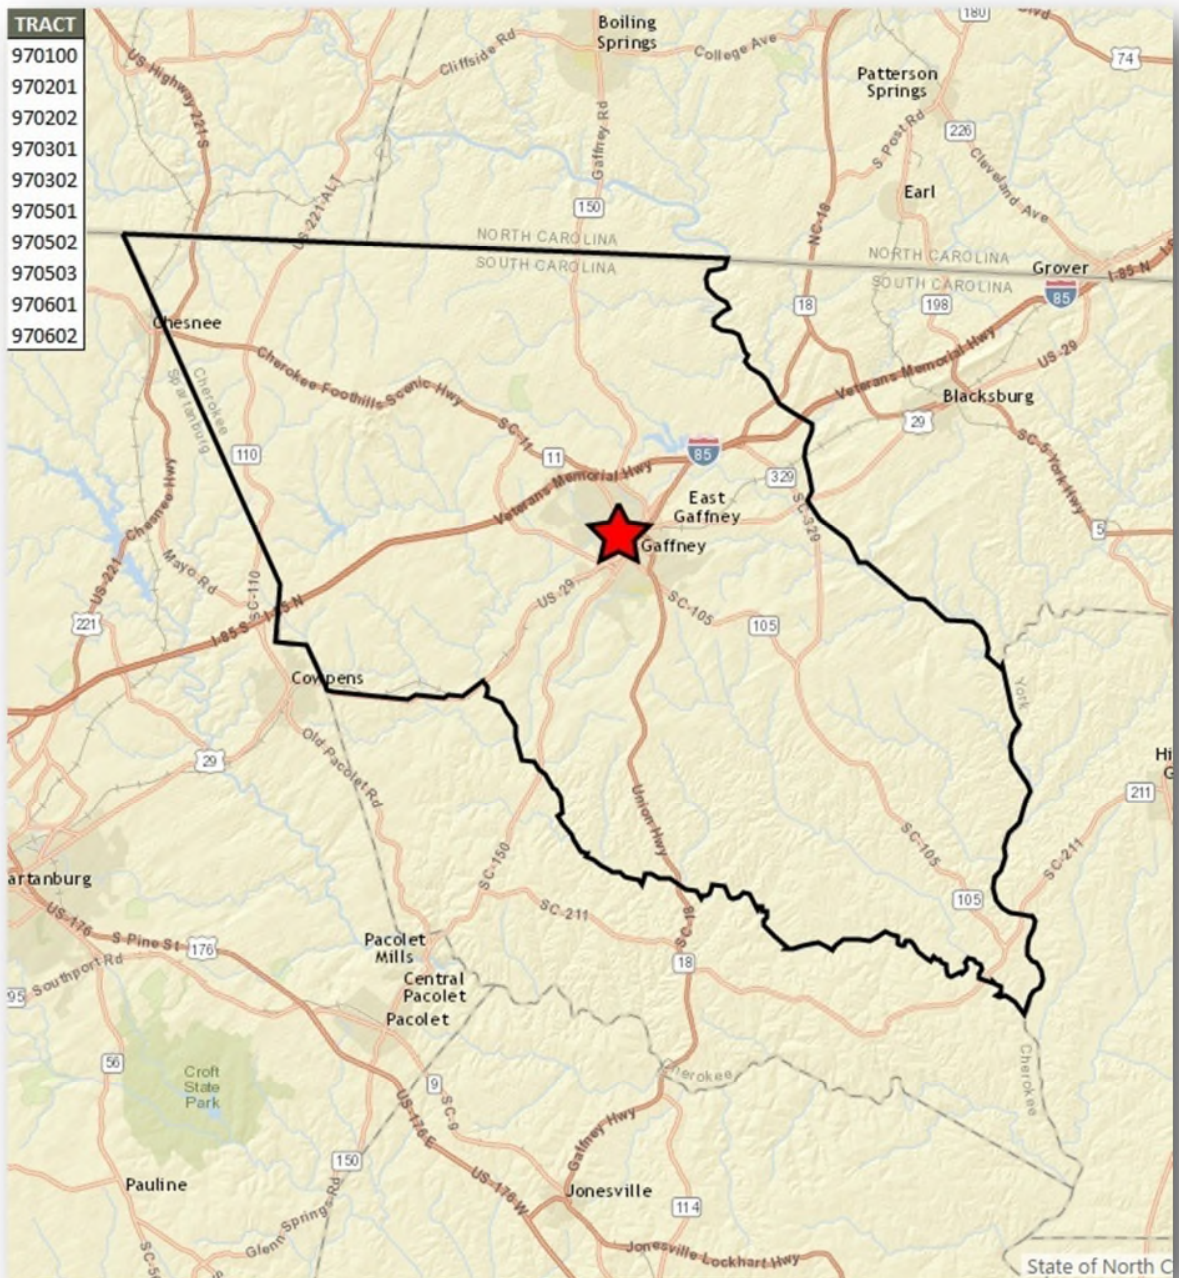 TRACT
970100
970201
970202
970301
970302
970501
970502
970503
970601
970602
Boiling
Springs
180
Blvd
74
US Highway 221 S
Cliffside Rd
College Ave
Patterson
Springs
Gaffney Rd
S Post Rd
226
Cleveland Ave
Earl
US-221 ALT
150
NC-18
NORTH CAROLINA
SOUTH CAROLINA
NORTH CAROLINA
SOUTH CAROLINA
Grover
I-85 N
85
18
198
Chesnee
Cherokee
Spartanburg
Cherokee Foothills Scenic Hwy
Veterans Memorial Hwy
US-29
Blacksburg
29
SC-11
11
110
85
Veterans Memorial Hwy
329
SC-329
SC-5 York Hwy
5
Chesnee Hwy
East
Gaffney
Gaffney
Mayo Rd
US-221
221
SC-110
I-85 S
I-85 N
US-29
SC-105
105
Cowpens
York
29
Old Pacolet Rd
Union Hwy
Hi
G
211
SC-105
SC-211
SC-150
artanburg
105
US-176
S Pine St
176
SC-211
SC-18
18
Southport Rd
95
Pacolet
Mills
Central
Pacolet
Pacolet
56
Croft
State
Park
Cherokee
Cherokee
9
SC-9
US-176 E
Gaffney Hwy
150
Pauline
US-176 W
Jonesville
114
Glenn Springs Rd
Jonesville Lockhart Hwy
State of North C